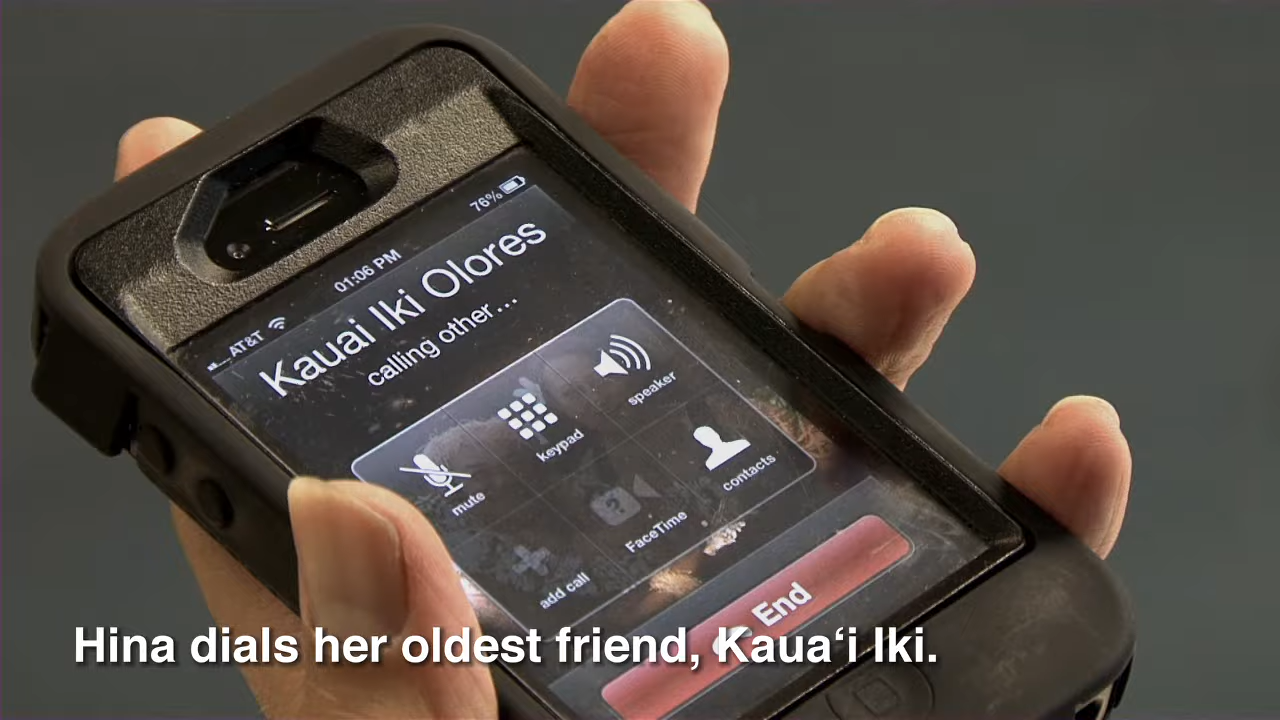 76%
01:06 PM
AT&T
Kauai Iki Olores
calling other...
mute
keypad
speaker
add call
FaceTime
contacts
End
Hina dials her oldest friend, Kaua‘i Iki.